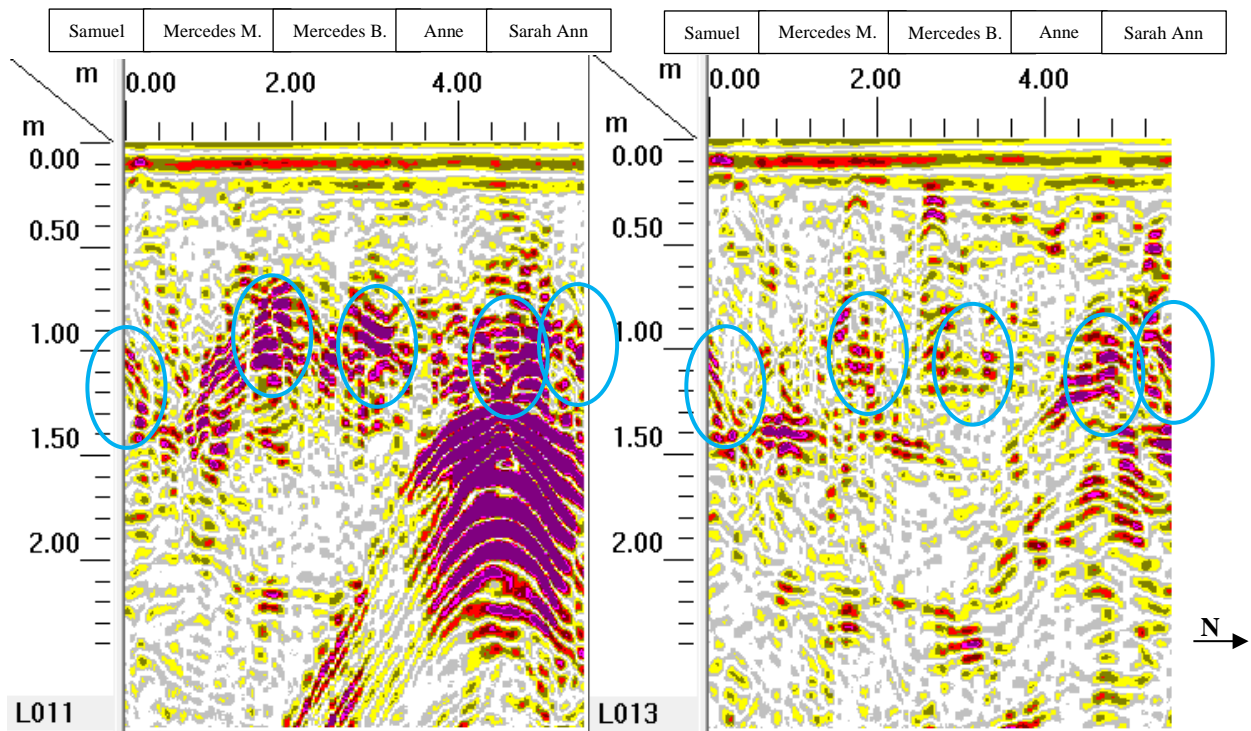 Samuel Mercedes M. Mercedes B. Anne Sarah Ann
m 0.00 2.00 4.00
m
0.00
0.50
1.00
1.50
2.00
L011
Samuel Mercedes M. Mercedes B. Anne Sarah Ann
m 0.00 2.00 4.00
m
0.00
0.50
1.00
1.50
2.00
L013
N